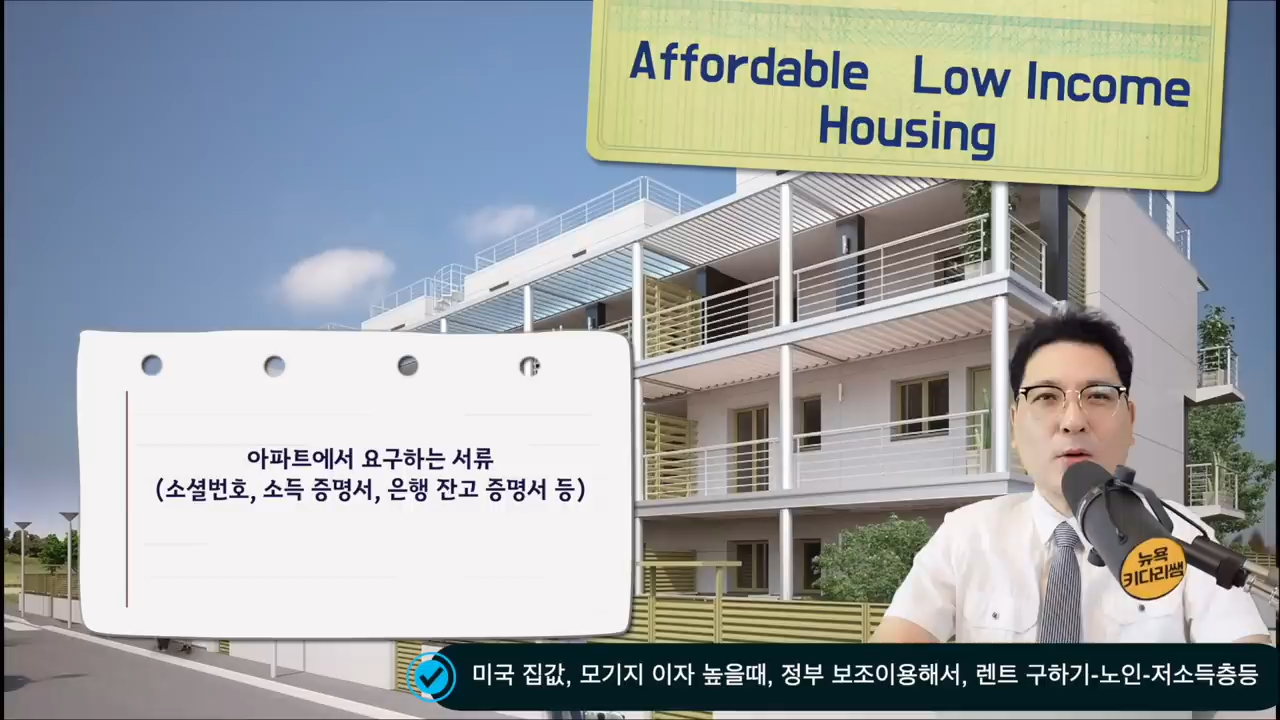 Affordable Low Income
Housing
아파트에서 요구하는 서류
(소셜번호, 소득 증명서, 은행 잔고 증명서 등)
뉴욕
키다리쌤
미국 집값, 모기지 이자 높을때, 정부 보조이용해서, 렌트 구하기-노인-저소득층등